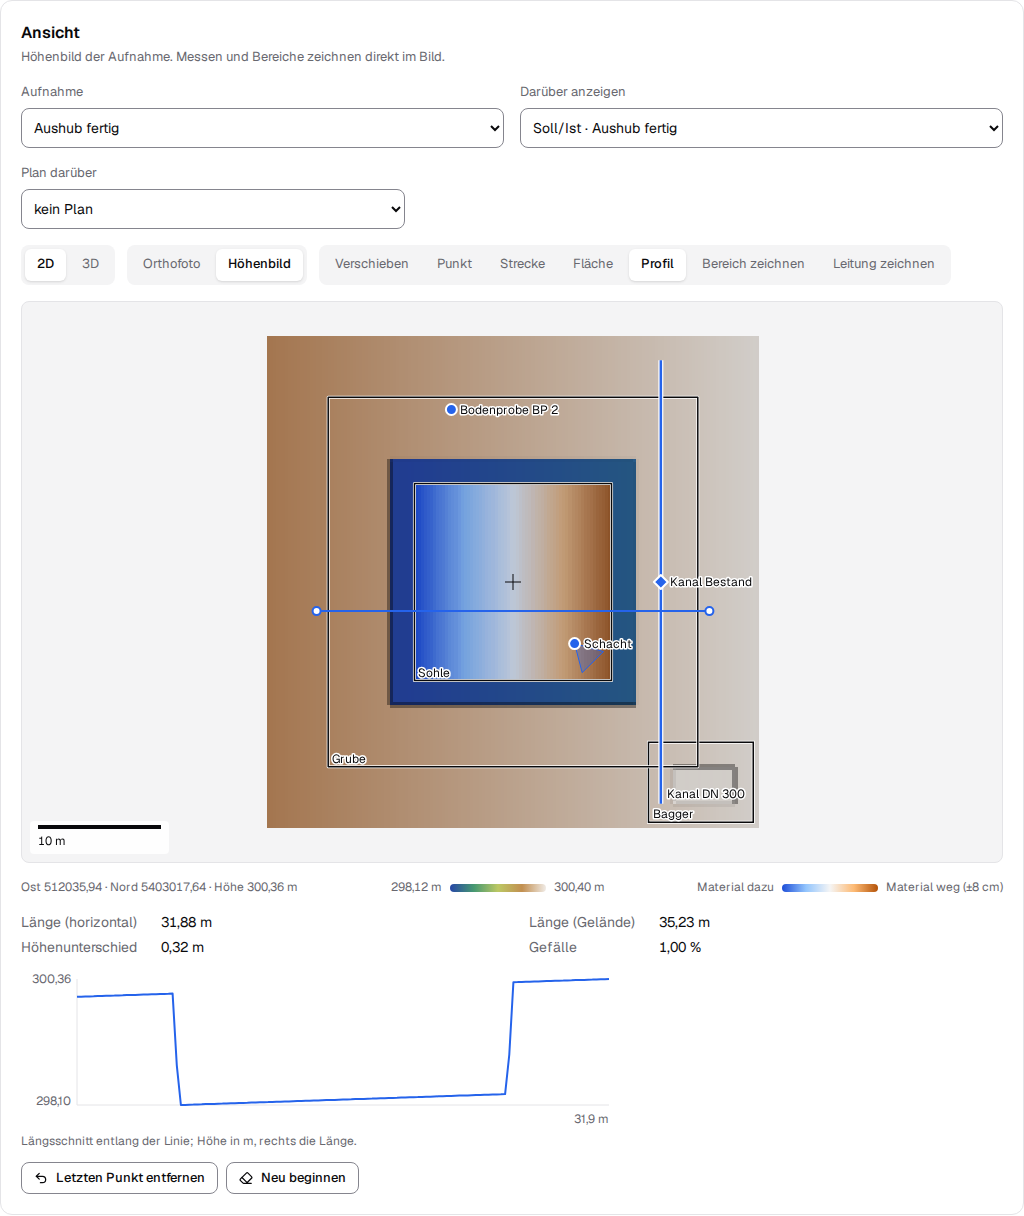 Ansicht
Höhenbild der Aufnahme. Messen und Bereiche zeichnen direkt im Bild.
Aufnahme
Darüber anzeigen
Aushub fertig
Soll/Ist · Aushub fertig
Plan darüber
kein Plan
2D 3D Orthofoto Höhenbild Verschieben Punkt Strecke Fläche Profil Bereich zeichnen Leitung zeichnen
Bodenprobe BP 2
Kanal Bestand
Schacht
Sohle
Grube
Kanal DN 300
Bagger
10 m
Ost 512035,94 · Nord 5403017,64 · Höhe 300,36 m
298,12 m 300,40 m
Material dazu Material weg (±8 cm)
Länge (horizontal) 31,88 m
Länge (Gelände) 35,23 m
Höhenunterschied 0,32 m
Gefälle 1,00 %
300,36
298,10
31,9 m
Längsschnitt entlang der Linie; Höhe in m, rechts die Länge.
Letzten Punkt entfernen
Neu beginnen